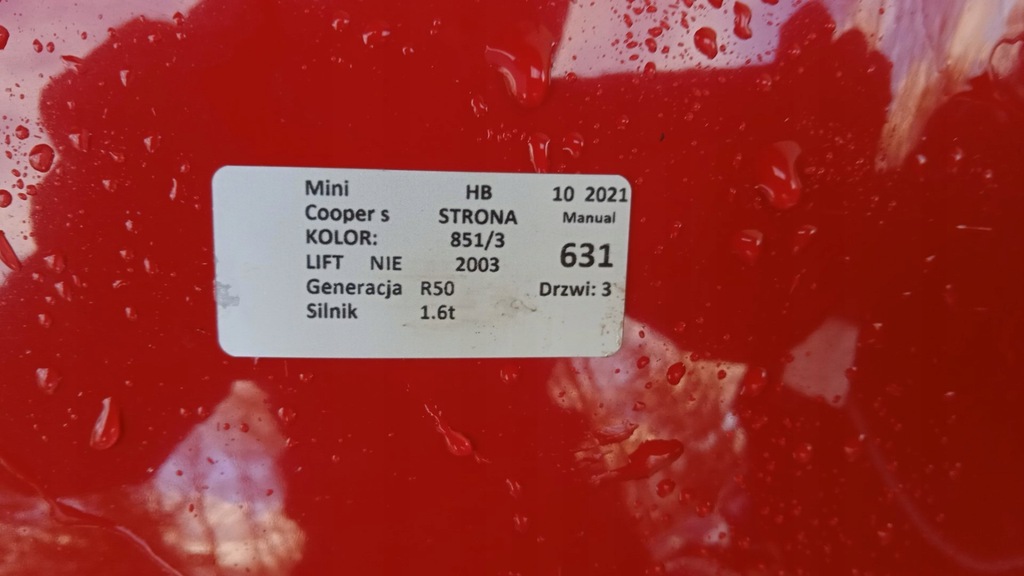 Mini HB 10 2021
Cooper s STRONA Manual
KOLOR: 851/3 631
LIFT NIE 2003
Generacja R50 Drzwi: 3
Silnik 1.6t